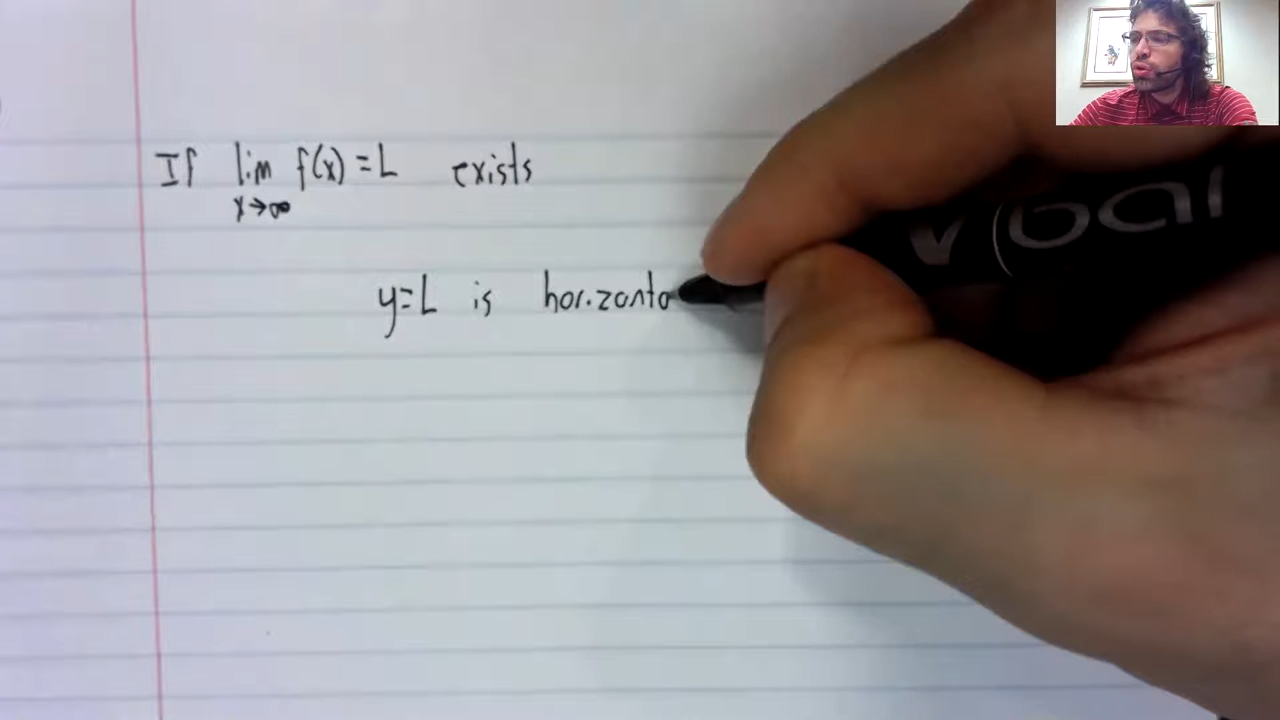 If lim f(x) = L exists
x→∞
y=L is horizonta